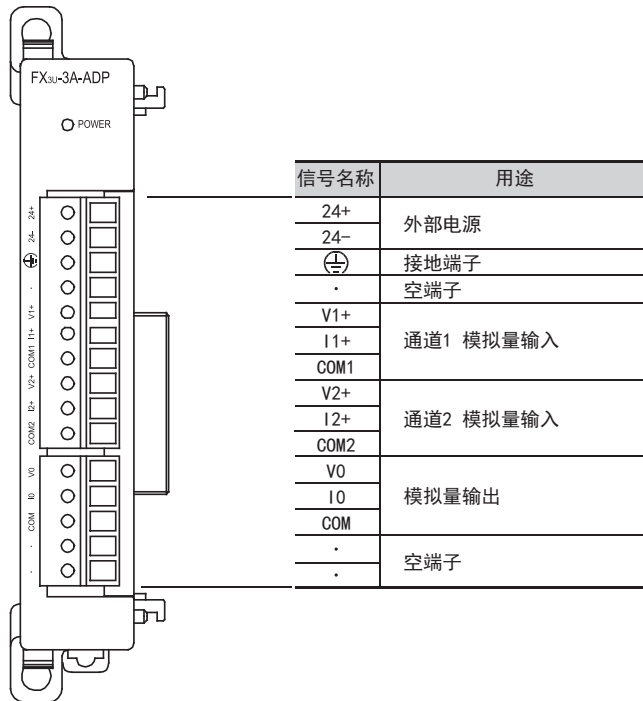 FX3U-3A-ADP
POWER
24+
24-
·
V1+
I1+
COM1
V2+
I2+
COM2
V0
I0
COM
·
·
信号名称 用途
24+ 外部电源
24-
接地端子
· 空端子
V1+
I1+ 通道1 模拟量输入
COM1
V2+
I2+ 通道2 模拟量输入
COM2
V0
I0 模拟量输出
COM
· 空端子
·